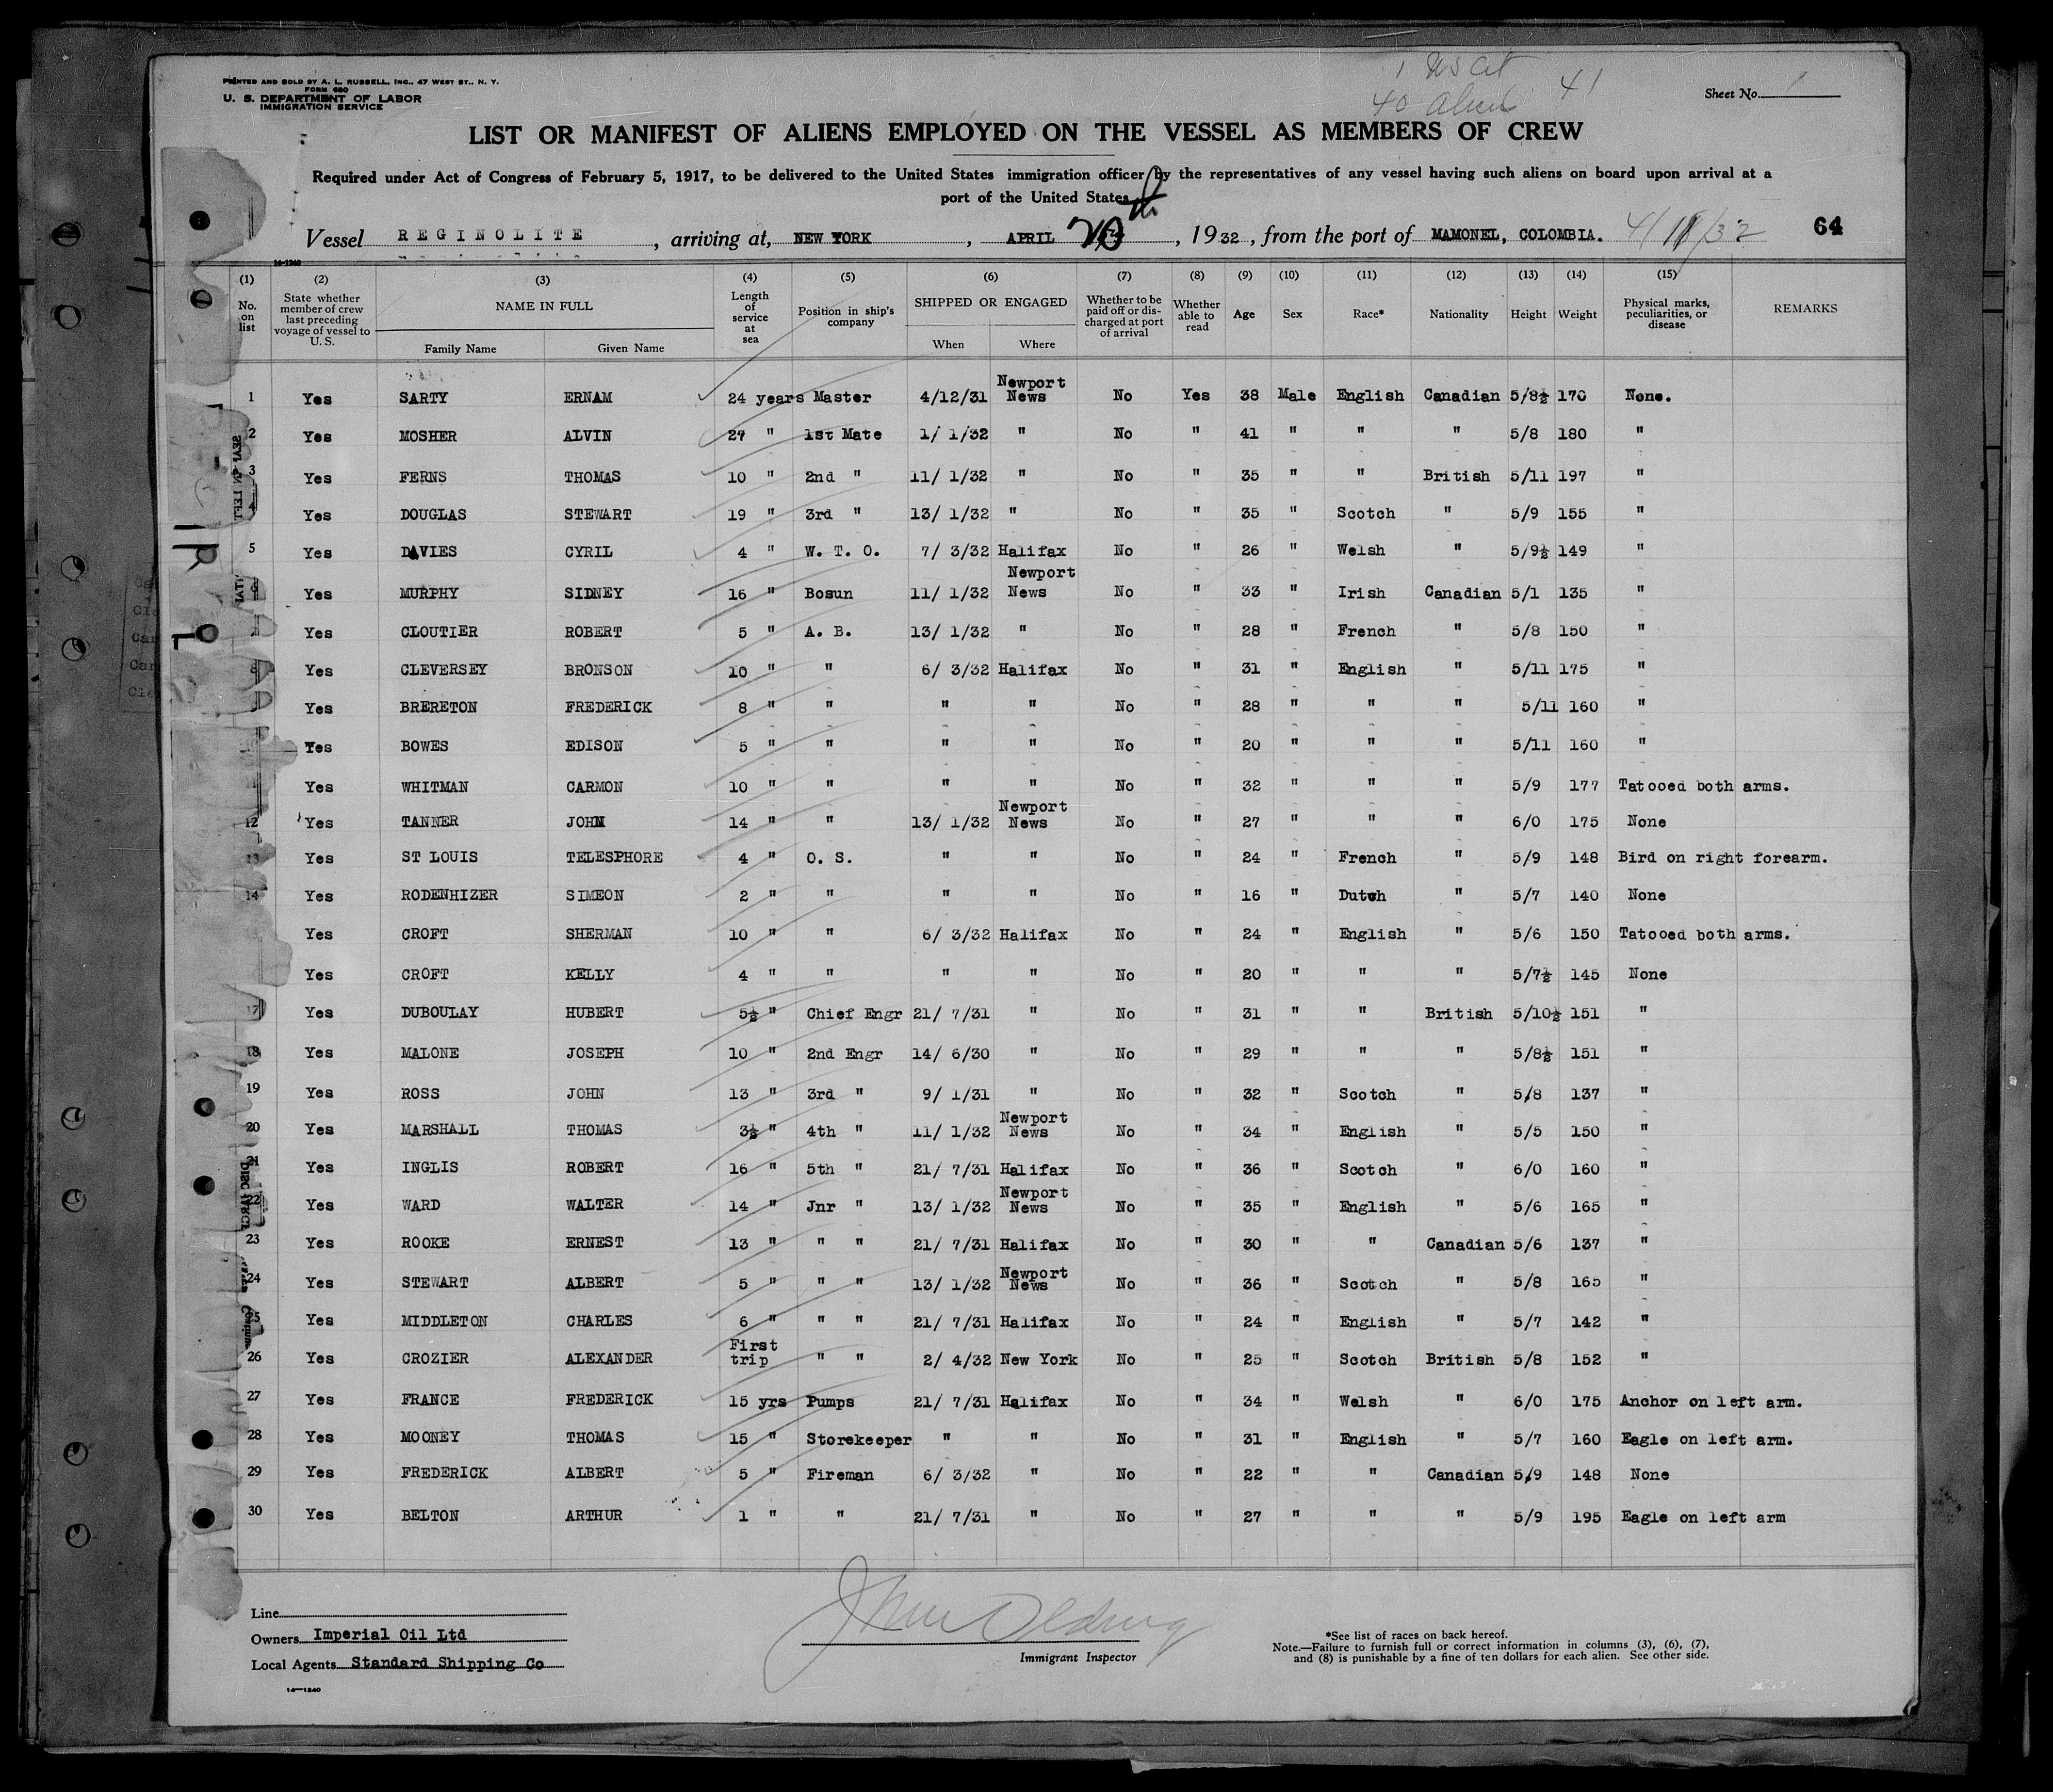 PRINTED AND SOLD BY A. L. RUSSELL, INC., 47 WEST ST., N. Y.
FORM 680
U. S. DEPARTMENT OF LABOR
IMMIGRATION SERVICE
1 US Cit
40 Alien 41
Sheet No. 1
LIST OR MANIFEST OF ALIENS EMPLOYED ON THE VESSEL AS MEMBERS OF CREW
Required under Act of Congress of February 5, 1917, to be delivered to the United States immigration officer by the representatives of any vessel having such aliens on board upon arrival at a
port of the United States
Vessel REGINOLITE, arriving at, NEW YORK, APRIL 20th, 1932, from the port of MAMONEL, COLOMBIA. 64
14-1240
(1) (2) (3) (4) (5) (6) (7) (8) (9) (10) (11) (12) (13) (14) (15)
No. on list | State whether member of crew last preceding voyage of vessel to U. S. | NAME IN FULL | Length of service at sea | Position in ship's company | SHIPPED OR ENGAGED | Whether to be paid off or discharged at port of arrival | Whether able to read | Age | Sex | Race* | Nationality | Height | Weight | Physical marks, peculiarities, or disease | REMARKS
Family Name | Given Name | When | Where
1 Yes SARTY ERNAM 24 years Master 4/12/31 Newport News No Yes 38 Male English Canadian 5/8½ 170 None.
2 Yes MOSHER ALVIN 27 " 1st Mate 1/ 1/32 " No " 41 " " " 5/8 180 "
3 Yes FERNS THOMAS 10 " 2nd " 11/ 1/32 " No " 35 " " British 5/11 197 "
4 Yes DOUGLAS STEWART 19 " 3rd " 13/ 1/32 " No " 35 " Scotch " 5/9 155 "
5 Yes DAVIES CYRIL 4 " W. T. O. 7/ 3/32 Halifax No " 26 " Welsh " 5/9½ 149 "
6 Yes MURPHY SIDNEY 16 " Bosun 11/ 1/32 Newport News No " 33 " Irish Canadian 5/1 135 "
7 Yes CLOUTIER ROBERT 5 " A. B. 13/ 1/32 " No " 28 " French " 5/8 150 "
8 Yes CLEVERSEY BRONSON 10 " " 6/ 3/32 Halifax No " 31 " English " 5/11 175 "
Yes BRERETON FREDERICK 8 " " " " No " 28 " " " 5/11 160 "
Yes BOWES EDISON 5 " " " " No " 20 " " " 5/11 160 "
Yes WHITMAN CARMON 10 " " " " No " 32 " " " 5/9 177 Tatooed both arms.
12 Yes TANNER JOHN 14 " " 13/ 1/32 Newport News No " 27 " " " 6/0 175 None
13 Yes ST LOUIS TELESPHORE 4 " O. S. " " No " 24 " French " 5/9 148 Bird on right forearm.
14 Yes RODENHIZER SIMEON 2 " " " " No " 16 " Dutch " 5/7 140 None
Yes CROFT SHERMAN 10 " " 6/ 3/32 Halifax No " 24 " English " 5/6 150 Tatooed both arms.
Yes CROFT KELLY 4 " " " " No " 20 " " " 5/7½ 145 None
17 Yes DUBOULAY HUBERT 5½ " Chief Engr 21/ 7/31 " No " 31 " " British 5/10½ 151 "
18 Yes MALONE JOSEPH 10 " 2nd Engr 14/ 6/30 " No " 29 " " " 5/8½ 151 "
19 Yes ROSS JOHN 13 " 3rd " 9/ 1/31 " No " 32 " Scotch " 5/8 137 "
20 Yes MARSHALL THOMAS 3½ " 4th " 11/ 1/32 Newport News No " 34 " English " 5/5 150 "
21 Yes INGLIS ROBERT 16 " 5th " 21/ 7/31 Halifax No " 36 " Scotch " 6/0 160 "
22 Yes WARD WALTER 14 " Jnr " 13/ 1/32 Newport News No " 35 " English " 5/6 165 "
23 Yes ROOKE ERNEST 13 " " " 21/ 7/31 Halifax No " 30 " " Canadian 5/6 137 "
24 Yes STEWART ALBERT 5 " " " 13/ 1/32 Newport News No " 36 " Scotch " 5/8 165 "
25 Yes MIDDLETON CHARLES 6 " " " 21/ 7/31 Halifax No " 24 " English " 5/7 142 "
26 Yes CROZIER ALEXANDER First trip " " 2/ 4/32 New York No " 25 " Scotch British 5/8 152 "
27 Yes FRANCE FREDERICK 15 yrs Pumps 21/ 7/31 Halifax No " 34 " Welsh " 6/0 175 Anchor on left arm.
28 Yes MOONEY THOMAS 15 " Storekeeper " " No " 31 " English " 5/7 160 Eagle on left arm.
29 Yes FREDERICK ALBERT 5 " Fireman 6/ 3/32 " No " 22 " " Canadian 5/9 148 None
30 Yes BELTON ARTHUR 1 " " 21/ 7/31 " No " 27 " " " 5/9 195 Eagle on left arm
Line
Owners Imperial Oil Ltd
Local Agents Standard Shipping Co
14—1240
Immigrant Inspector
*See list of races on back hereof.
Note.—Failure to furnish full or correct information in columns (3), (6), (7),
and (8) is punishable by a fine of ten dollars for each alien. See other side.